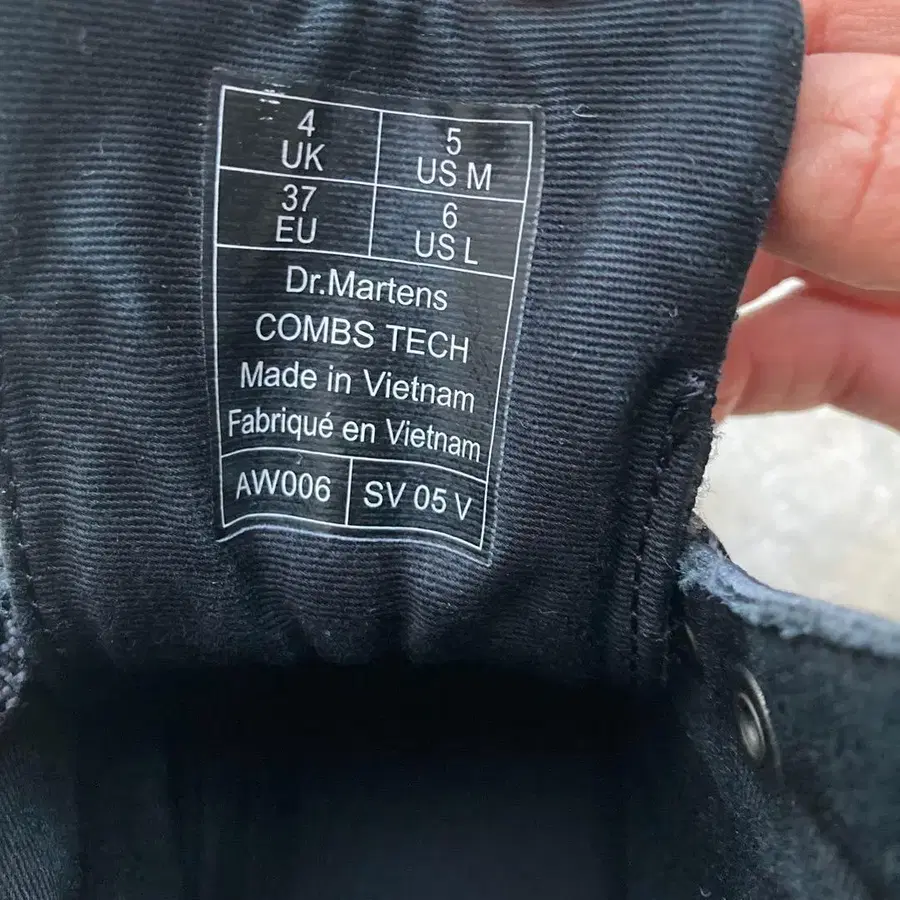 4
UK
5
US M
37
EU
6
US L
Dr.Martens
COMBS TECH
Made in Vietnam
Fabriqué en Vietnam
AW006
SV 05 V